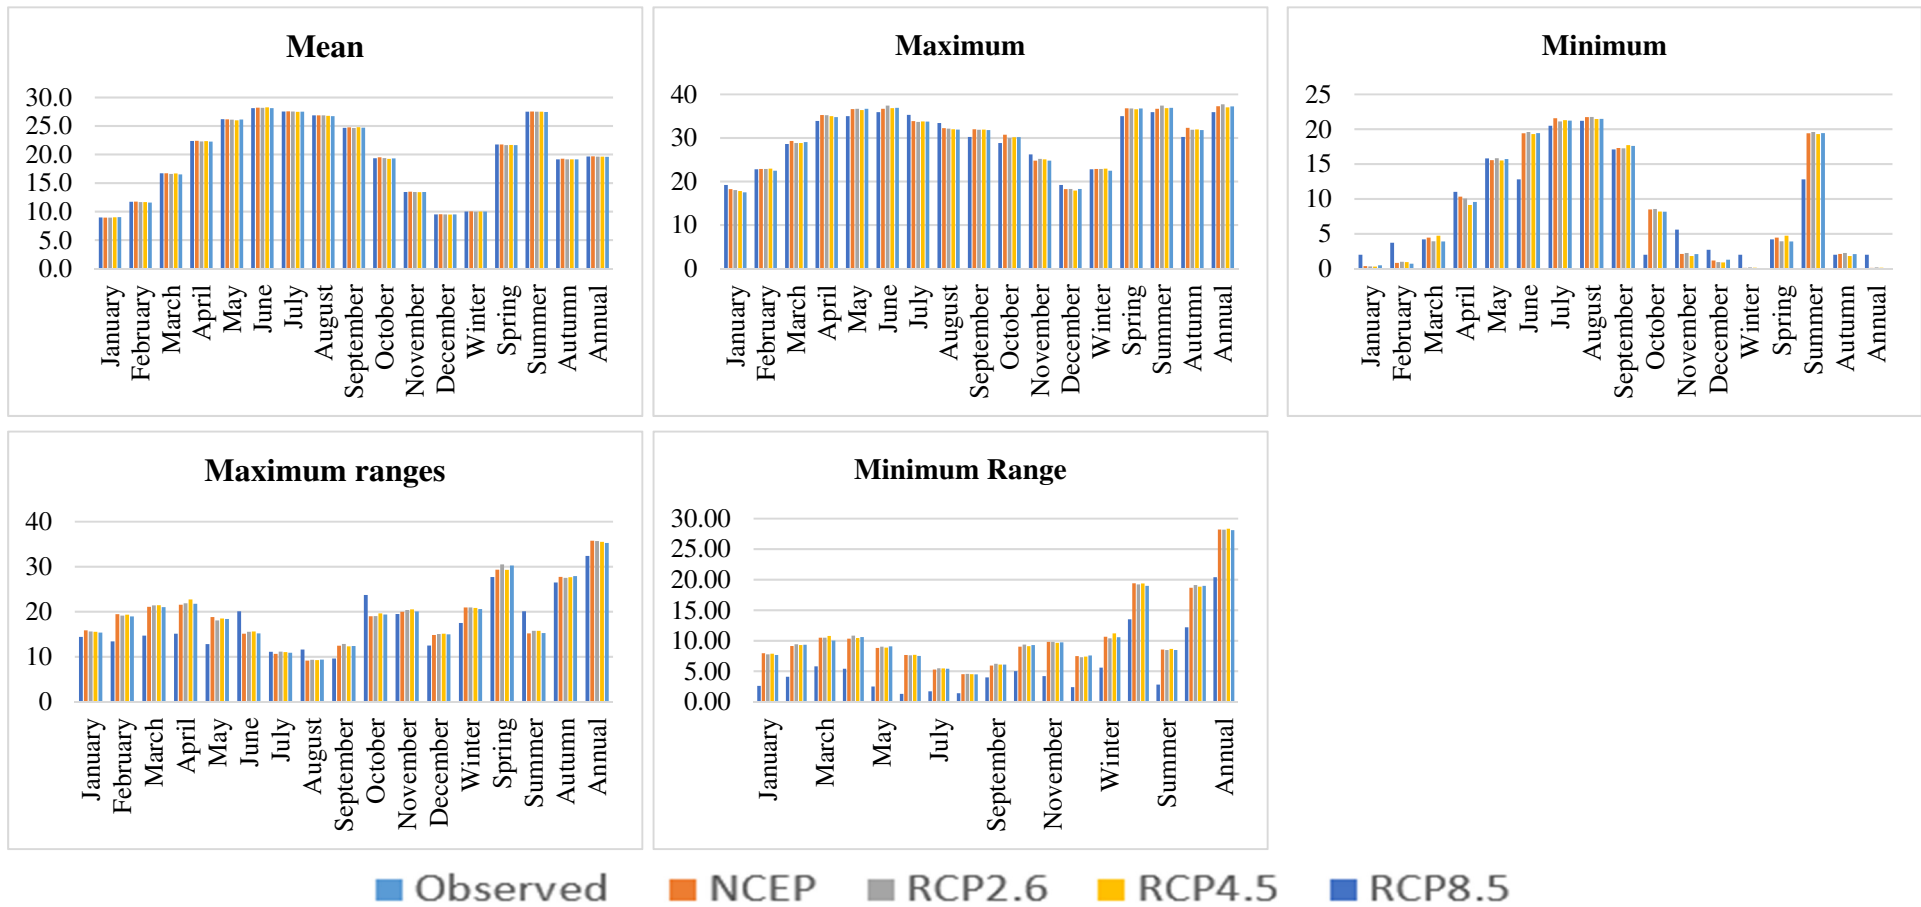 Mean
30.0
25.0
20.0
15.0
10.0
5.0
0.0
January
February
March
April
May
June
July
August
September
October
November
December
Winter
Spring
Summer
Autumn
Annual
Maximum
40
30
20
10
0
January
February
March
April
May
June
July
August
September
October
November
December
Winter
Spring
Summer
Autumn
Annual
Minimum
25
20
15
10
5
0
January
February
March
April
May
June
July
August
September
October
November
December
Winter
Spring
Summer
Autumn
Annual
Maximum ranges
40
30
20
10
0
January
February
March
April
May
June
July
August
September
October
November
December
Winter
Spring
Summer
Autumn
Annual
Minimum Range
30.00
25.00
20.00
15.00
10.00
5.00
0.00
January
March
May
July
September
November
Winter
Summer
Annual
Observed NCEP RCP2.6 RCP4.5 RCP8.5